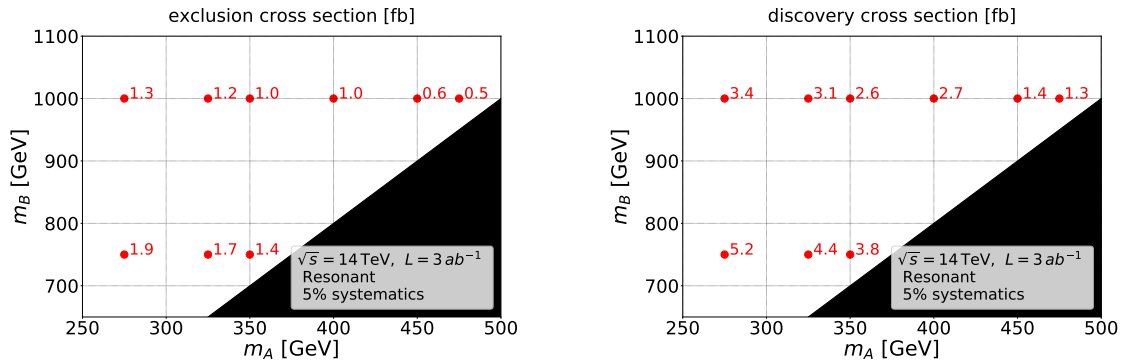 exclusion cross section [fb]
1100
1000
900
800
700
m_B [GeV]
1.3
1.2
1.0
1.0
0.6
0.5
1.9
1.7
1.4
√s = 14 TeV, L = 3 ab⁻¹
Resonant
5% systematics
250 300 350 400 450 500
m_A [GeV]
discovery cross section [fb]
1100
1000
900
800
700
m_B [GeV]
3.4
3.1
2.6
2.7
1.4
1.3
5.2
4.4
3.8
√s = 14 TeV, L = 3 ab⁻¹
Resonant
5% systematics
250 300 350 400 450 500
m_A [GeV]